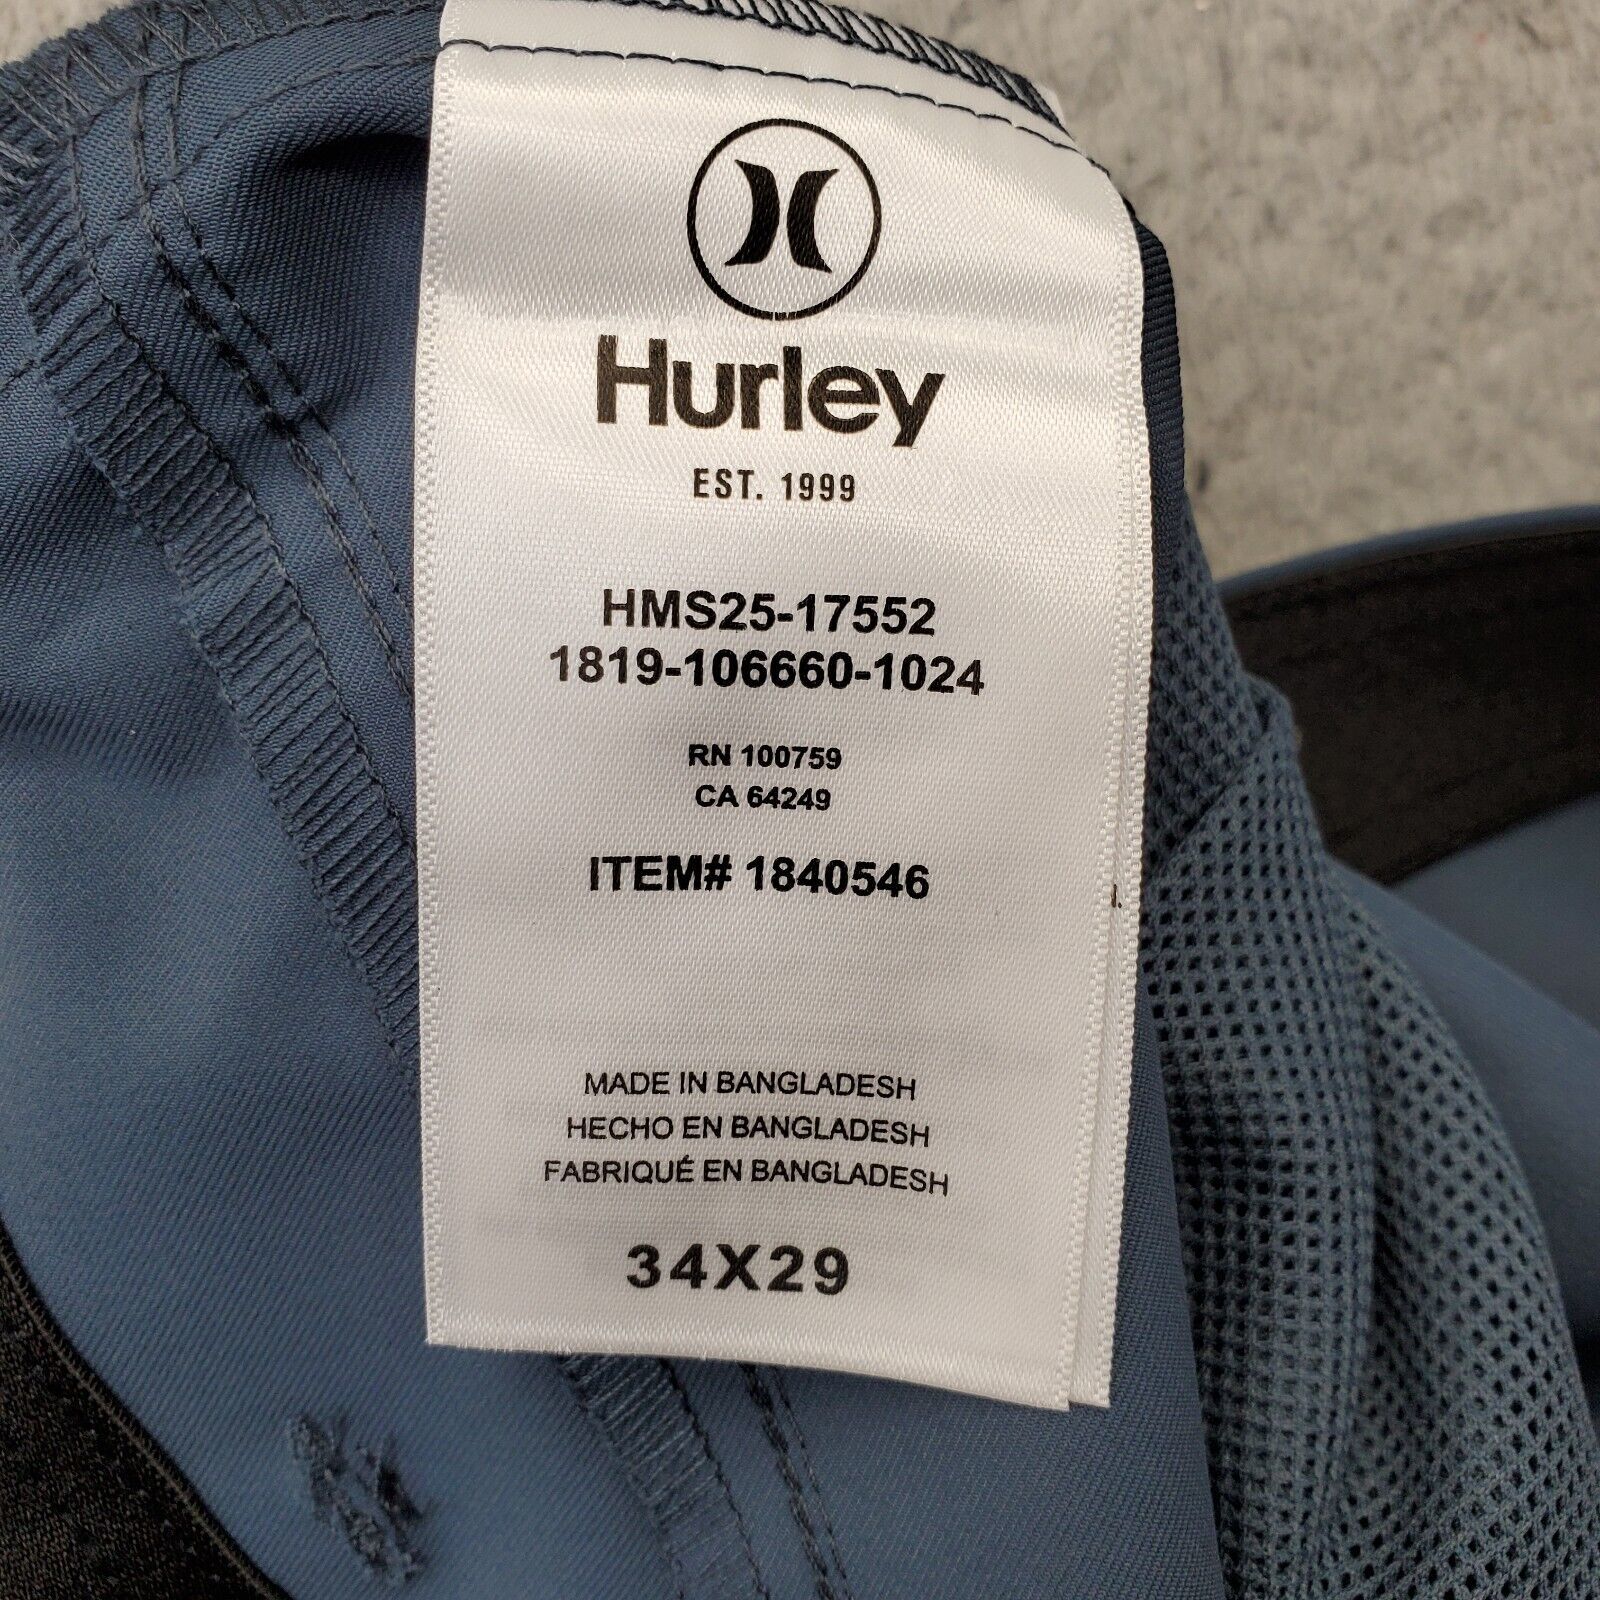 Hurley
EST. 1999
HMS25-17552
1819-106660-1024
RN 100759
CA 64249
ITEM# 1840546
MADE IN BANGLADESH
HECHO EN BANGLADESH
FABRIQUÉ EN BANGLADESH
34X29